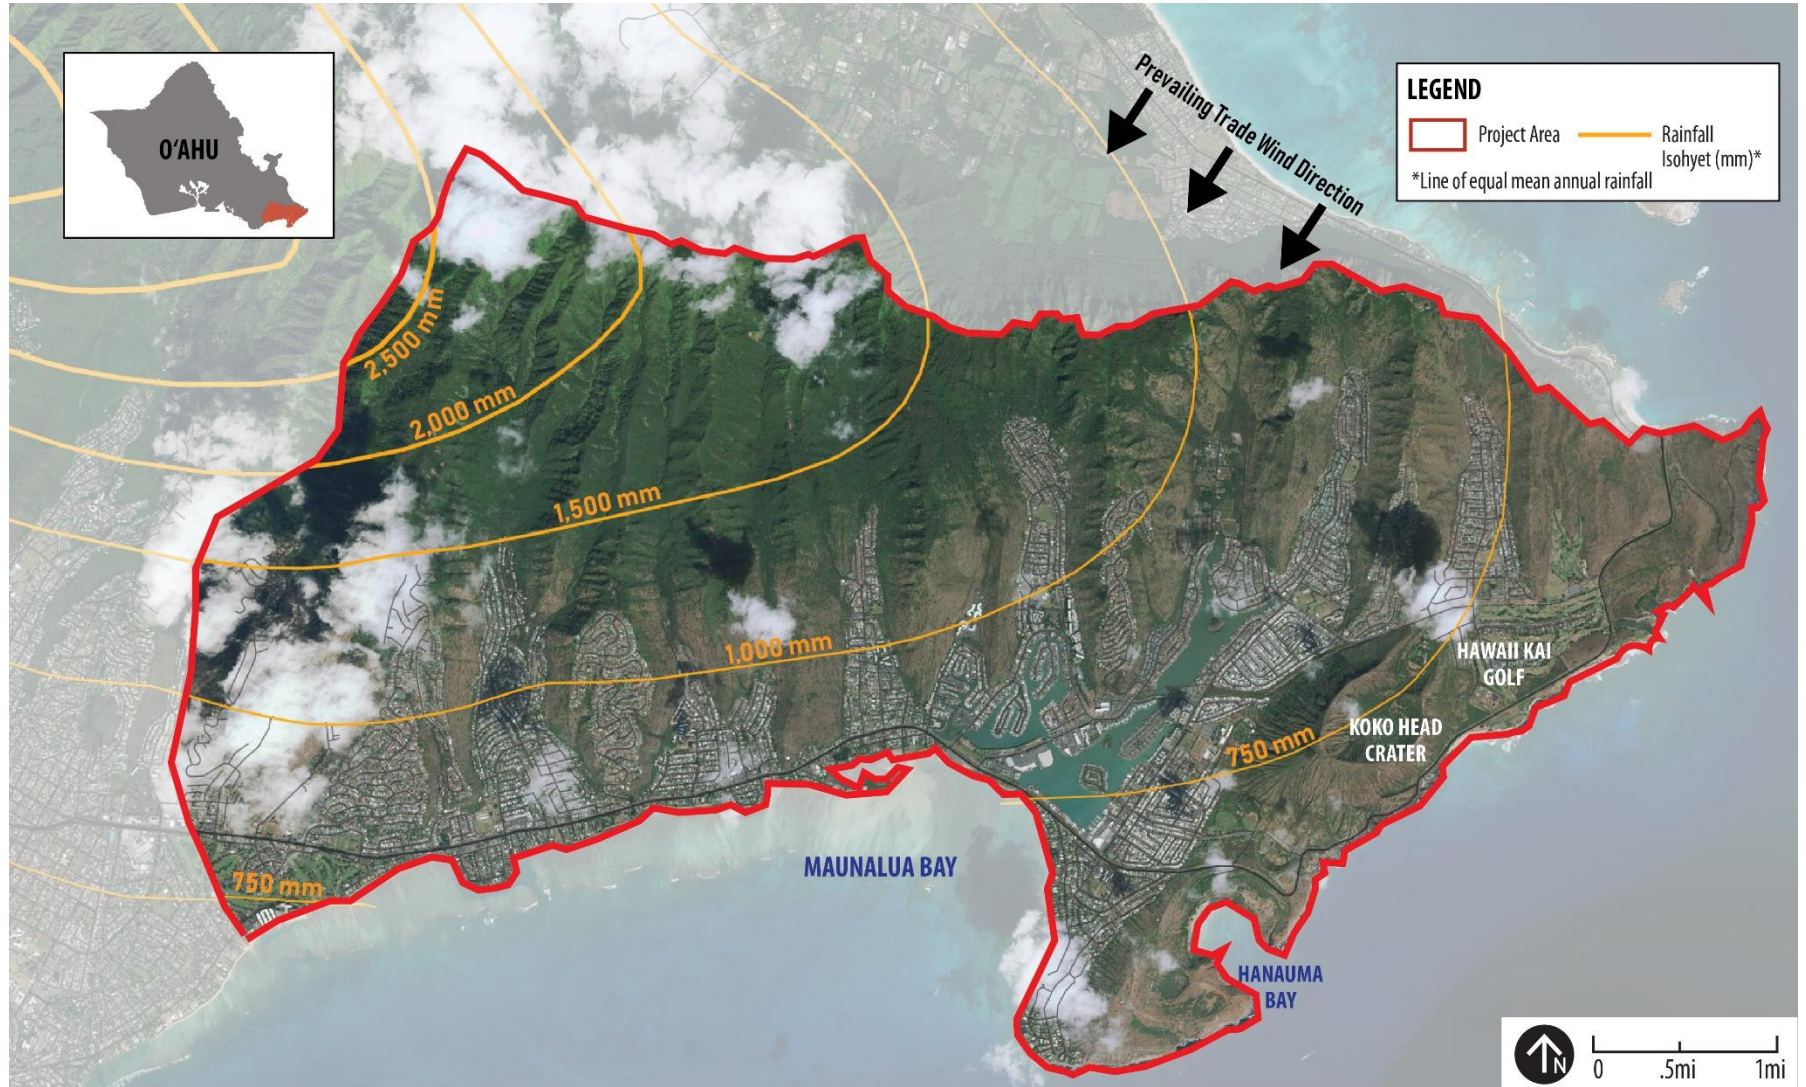 O‘AHU
Prevailing Trade Wind Direction
LEGEND
Project Area
Rainfall
Isohyet (mm)*
*Line of equal mean annual rainfall
2,500 mm
2,000 mm
1,500 mm
1,000 mm
750 mm
750 mm
HAWAII KAI
GOLF
KOKO HEAD
CRATER
MAUNALUA BAY
HANAUMA
BAY
N
0 .5mi 1mi